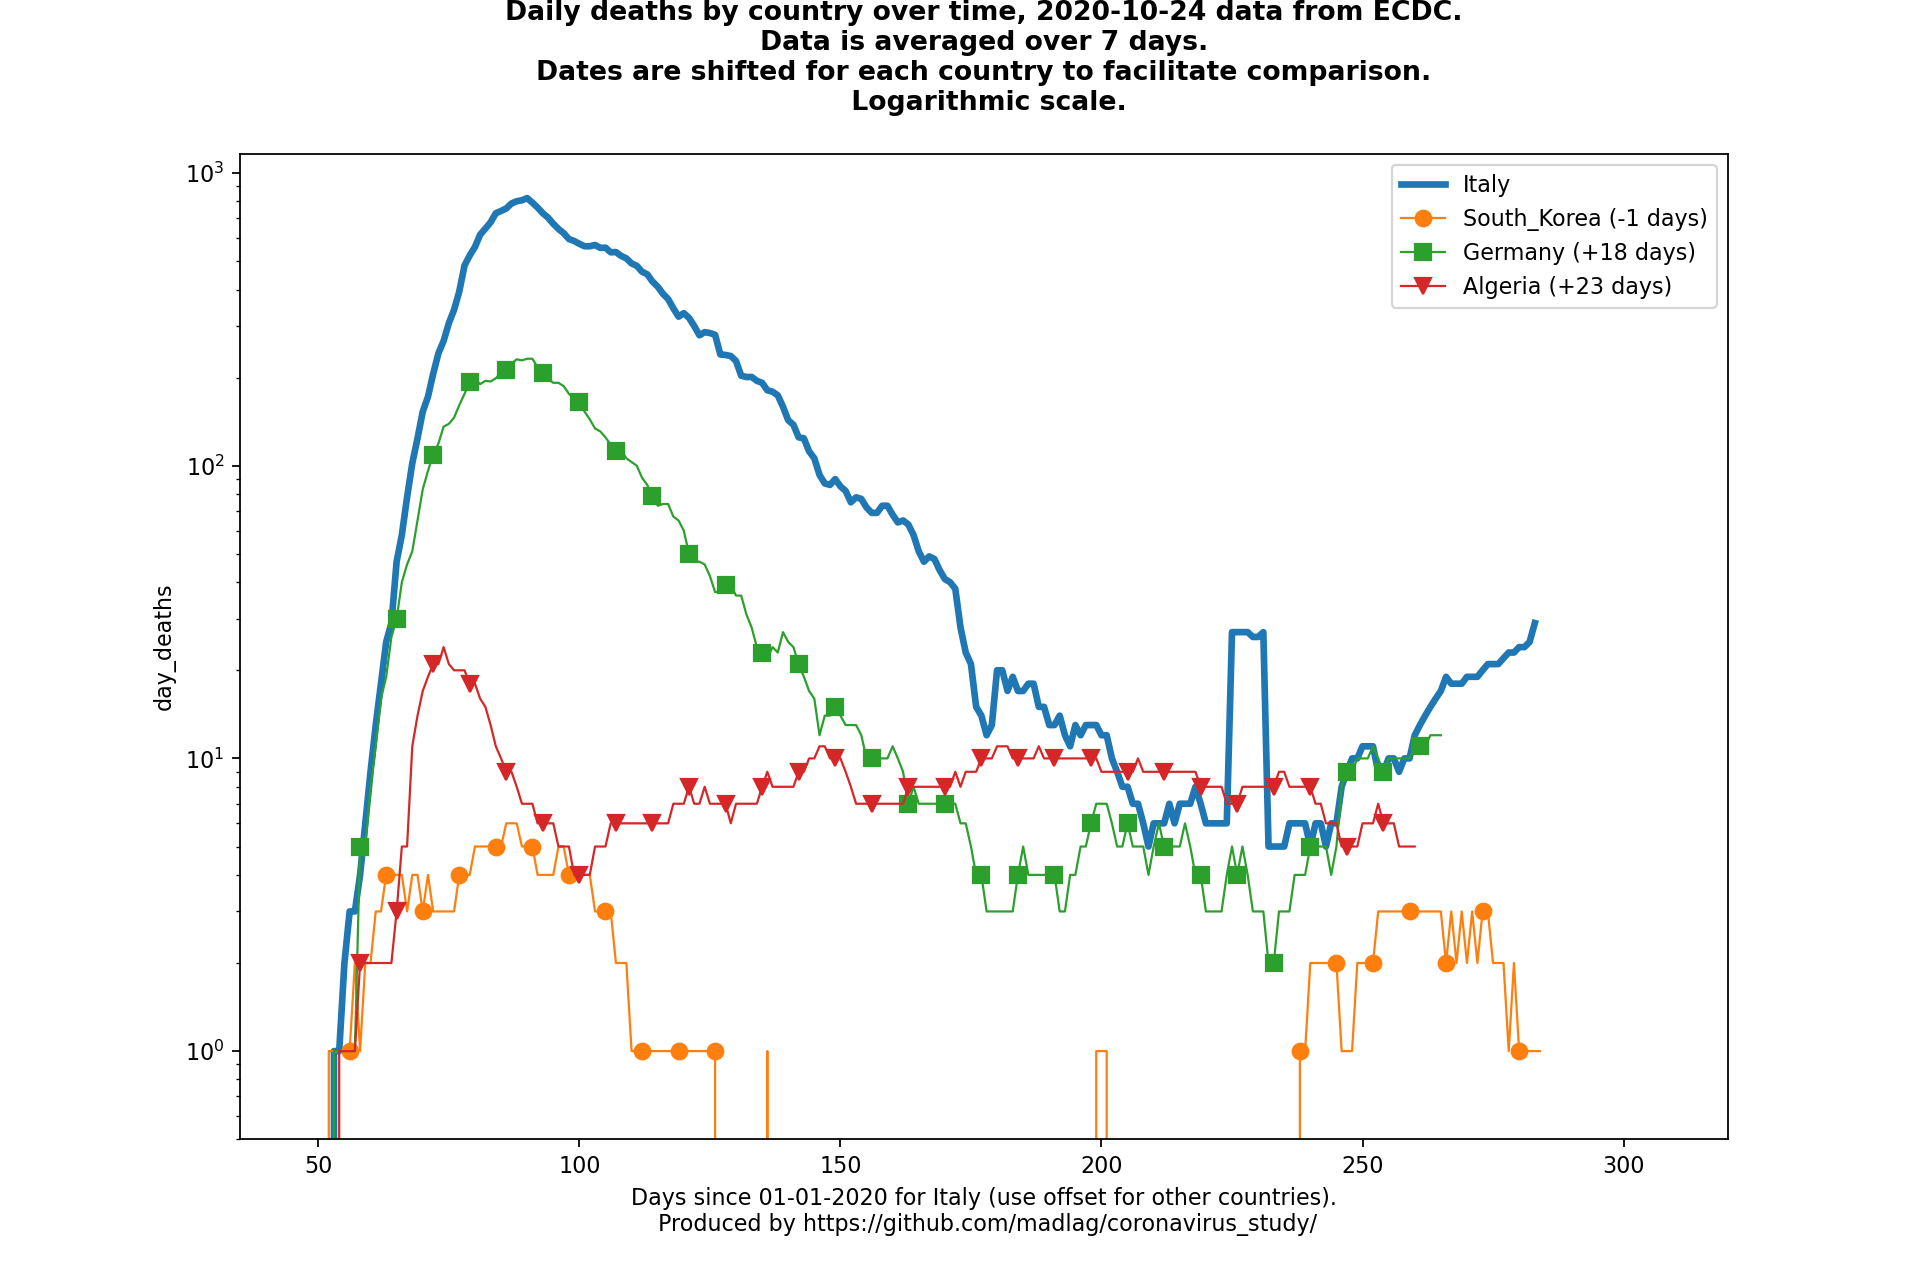 Daily deaths by country over time, 2020-10-24 data from ECDC.
Data is averaged over 7 days.
Dates are shifted for each country to facilitate comparison.
Logarithmic scale.
10³
10²
10¹
10⁰
day_deaths
Italy
South_Korea (-1 days)
Germany (+18 days)
Algeria (+23 days)
50 100 150 200 250 300
Days since 01-01-2020 for Italy (use offset for other countries).
Produced by https://github.com/madlag/coronavirus_study/